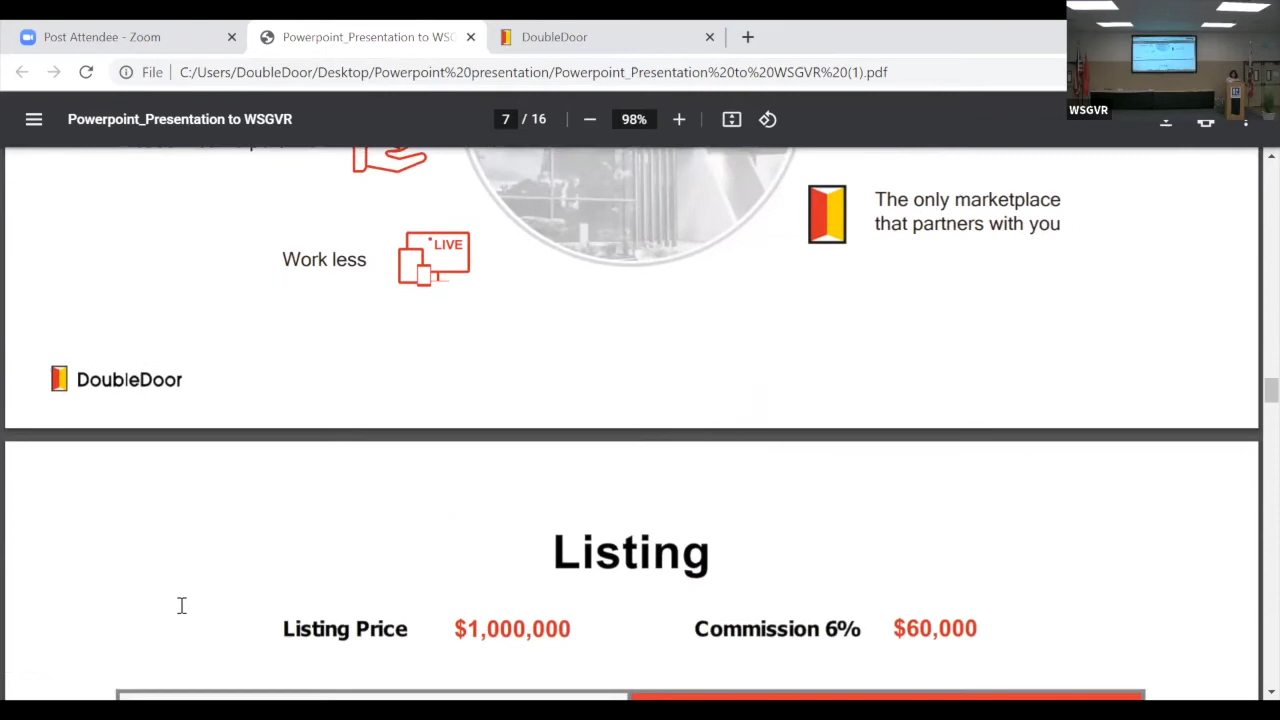 Post Attendee - Zoom
Powerpoint_Presentation to WSG
DoubleDoor
File
C:/Users/DoubleDoor/Desktop/Powerpoint%20presentation/Powerpoint_Presentation%20to%20WSGVR%20(1).pdf
WSGVR
Powerpoint_Presentation to WSGVR
7 / 16
98%
The only marketplace
that partners with you
LIVE
Work less
DoubleDoor
Listing
Listing Price $1,000,000 Commission 6% $60,000